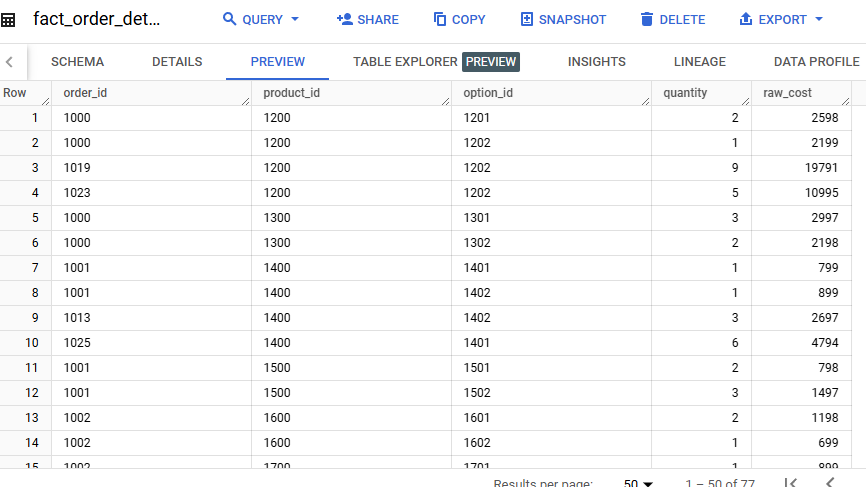 fact_order_det...
QUERY SHARE COPY SNAPSHOT DELETE EXPORT
SCHEMA DETAILS PREVIEW TABLE EXPLORER PREVIEW INSIGHTS LINEAGE DATA PROFILE
Row order_id product_id option_id quantity raw_cost
1 1000 1200 1201 2 2598
2 1000 1200 1202 1 2199
3 1019 1200 1202 9 19791
4 1023 1200 1202 5 10995
5 1000 1300 1301 3 2997
6 1000 1300 1302 2 2198
7 1001 1400 1401 1 799
8 1001 1400 1402 1 899
9 1013 1400 1402 3 2697
10 1025 1400 1401 6 4794
11 1001 1500 1501 2 798
12 1001 1500 1502 3 1497
13 1002 1600 1601 2 1198
14 1002 1600 1602 1 699
15 1002 1700 1701 1 899
Results per page: 50 1 – 50 of 77